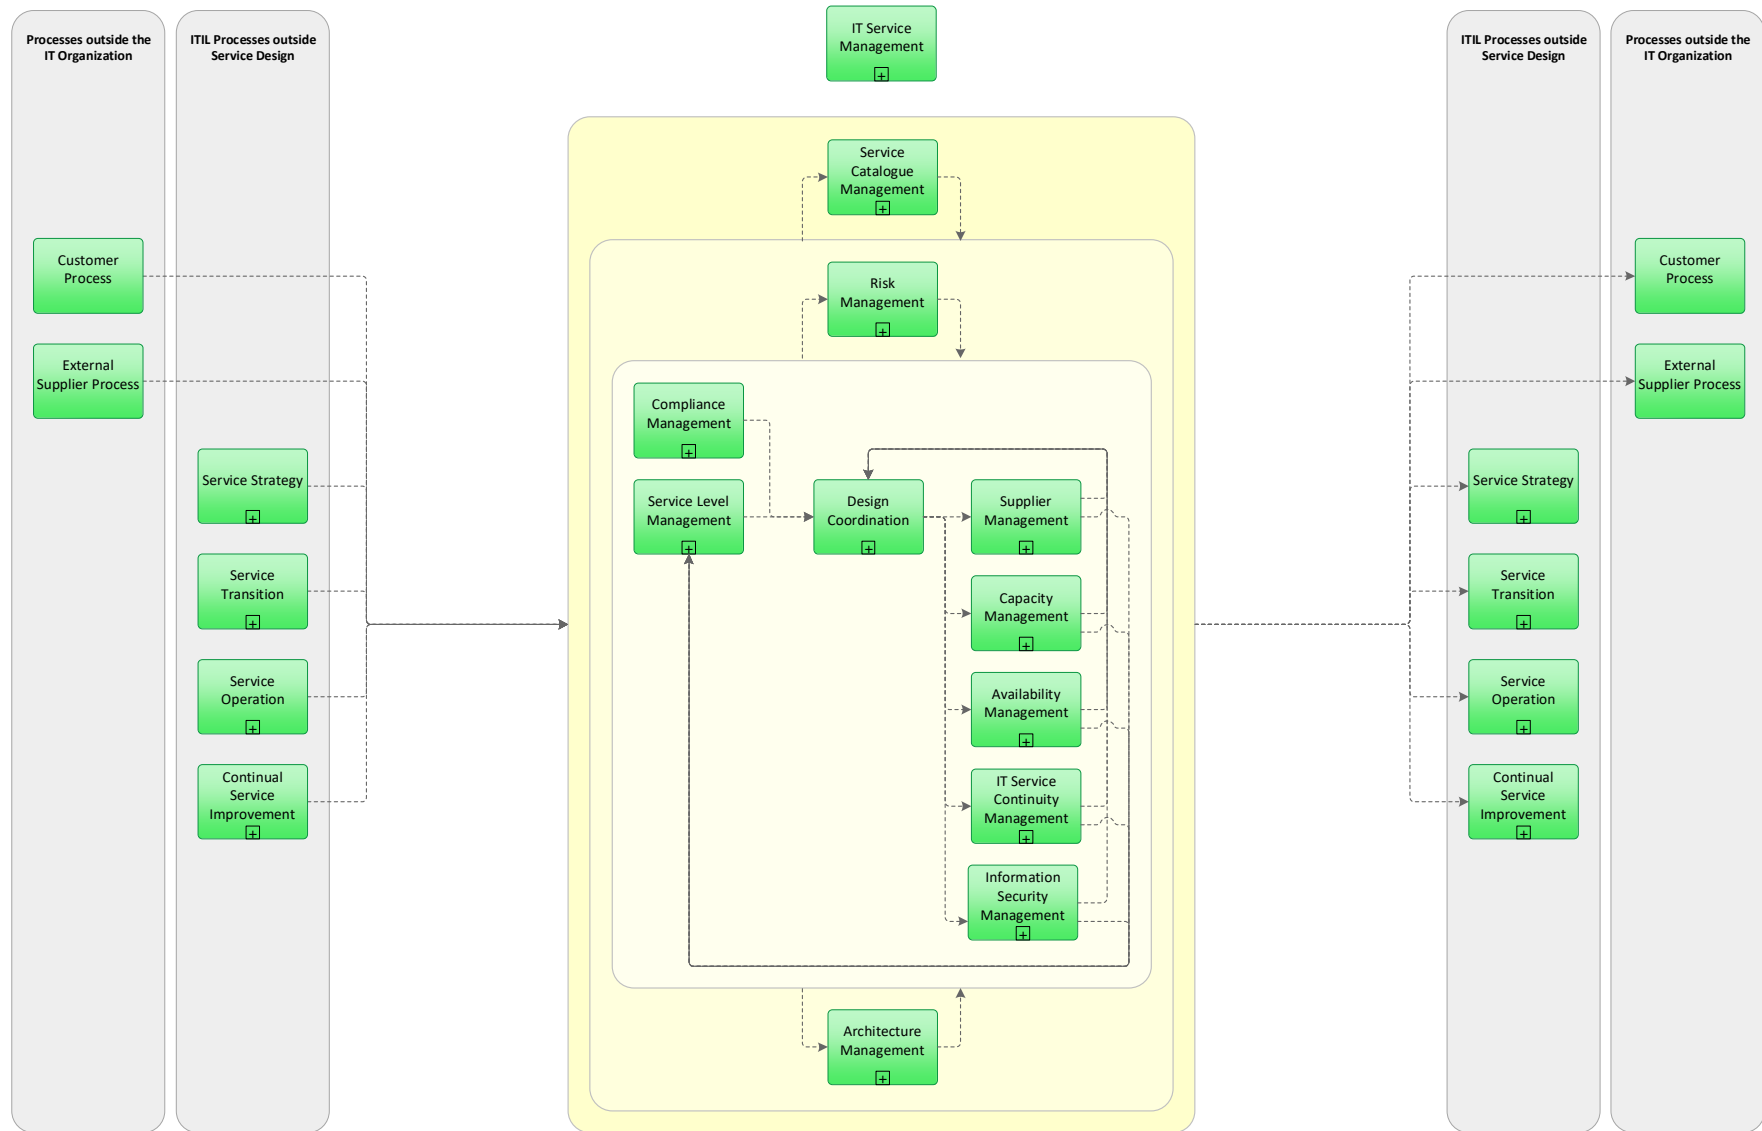 Processes outside the
IT Organization
ITIL Processes outside
Service Design
IT Service
Management
ITIL Processes outside
Service Design
Processes outside the
IT Organization
Service
Catalogue
Management
Customer
Process
Risk
Management
Customer
Process
External
Supplier Process
External
Supplier Process
Compliance
Management
Service Strategy
Service Level
Management
Design
Coordination
Supplier
Management
Service Strategy
Service
Transition
Capacity
Management
Service
Transition
Service
Operation
Availability
Management
Service
Operation
Continual
Service
Improvement
IT Service
Continuity
Management
Continual
Service
Improvement
Information
Security
Management
Architecture
Management